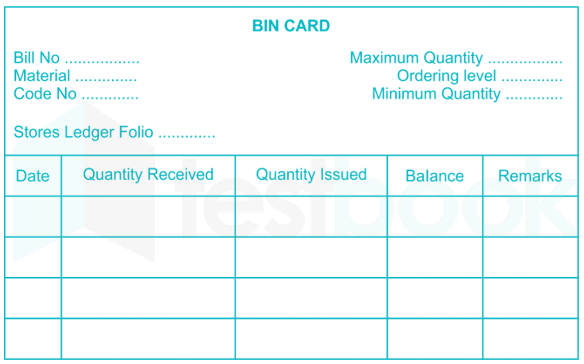 BIN CARD
Bill No ................. Maximum Quantity .................
Material .............. Ordering level ..............
Code No ............. Minimum Quantity .............
Stores Ledger Folio .............
Date Quantity Received Quantity Issued Balance Remarks
testbook